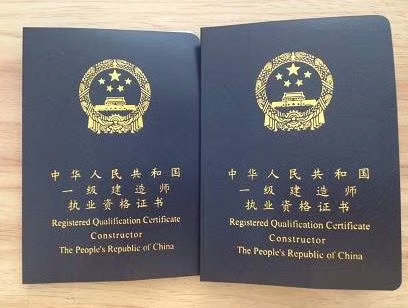 中华人民共和国
一级建造师
执业资格证书
Registered Qualification Certificate
Constructor
The People's Republic of China
中华人民共和国
一级建造师
执业资格证书
Registered Qualification Certificate
Constructor
The People's Republic of China